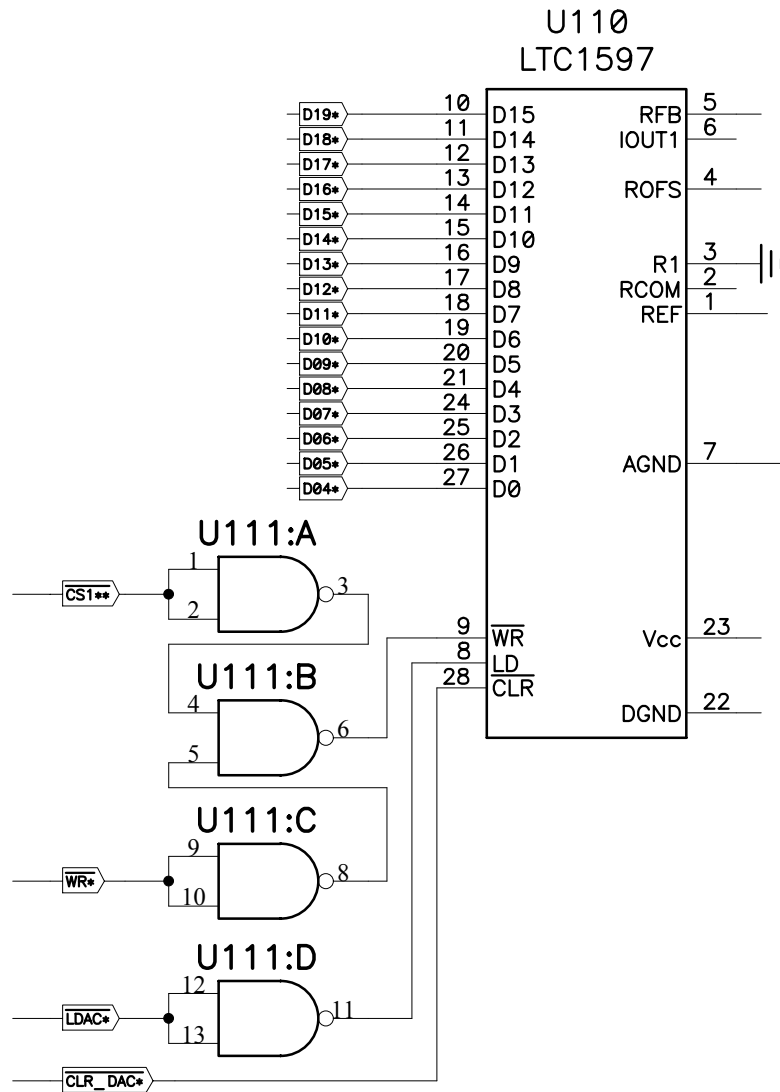 U110
LTC1597
D19* 10 D15 RFB 5
D18* 11 D14 IOUT1 6
D17* 12 D13
D16* 13 D12 ROFS 4
D15* 14 D11
D14* 15 D10
D13* 16 D9 R1 3
D12* 17 D8 RCOM 2
D11* 18 D7 REF 1
D10* 19 D6
D09* 20 D5
D08* 21 D4
D07* 24 D3
D06* 25 D2
D05* 26 D1 AGND 7
D04* 27 D0
U111:A
1
CS1** 3
2
9 WR Vcc 23
8 LD
28 CLR
U111:B
4
6
5
DGND 22
U111:C
9
WR* 8
10
U111:D
12
LDAC* 11
13
CLR_DAC*